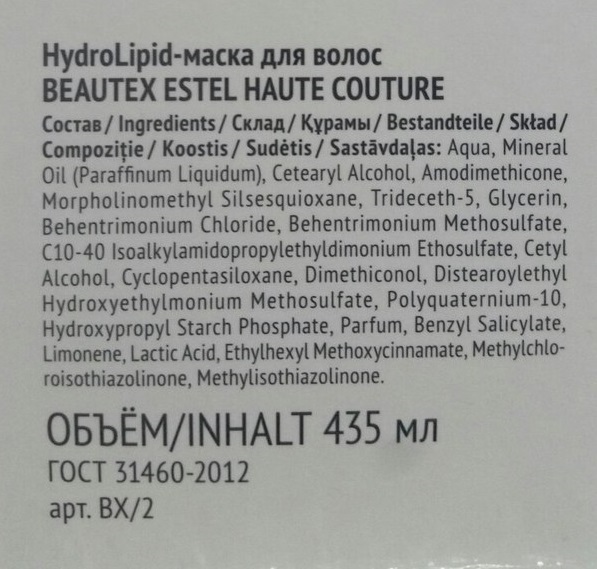 HydroLipid-маска для волос
BEAUTEX ESTEL HAUTE COUTURE
Состав / Ingredients / Склад / Құрамы / Bestandteile / Skład /
Compoziție / Koostis / Sudėtis / Sastāvdaļas: Aqua, Mineral
Oil (Paraffinum Liquidum), Cetearyl Alcohol, Amodimethicone,
Morpholinomethyl Silsesquioxane, Trideceth-5, Glycerin,
Behentrimonium Chloride, Behentrimonium Methosulfate,
C10-40 Isoalkylamidopropylethyldimonium Ethosulfate, Cetyl
Alcohol, Cyclopentasiloxane, Dimethiconol, Distearoylethyl
Hydroxyethylmonium Methosulfate, Polyquaternium-10,
Hydroxypropyl Starch Phosphate, Parfum, Benzyl Salicylate,
Limonene, Lactic Acid, Ethylhexyl Methoxycinnamate, Methylchlo-
roisothiazolinone, Methylisothiazolinone.
ОБЪЁМ/INHALT 435 мл
ГОСТ 31460-2012
арт. BX/2